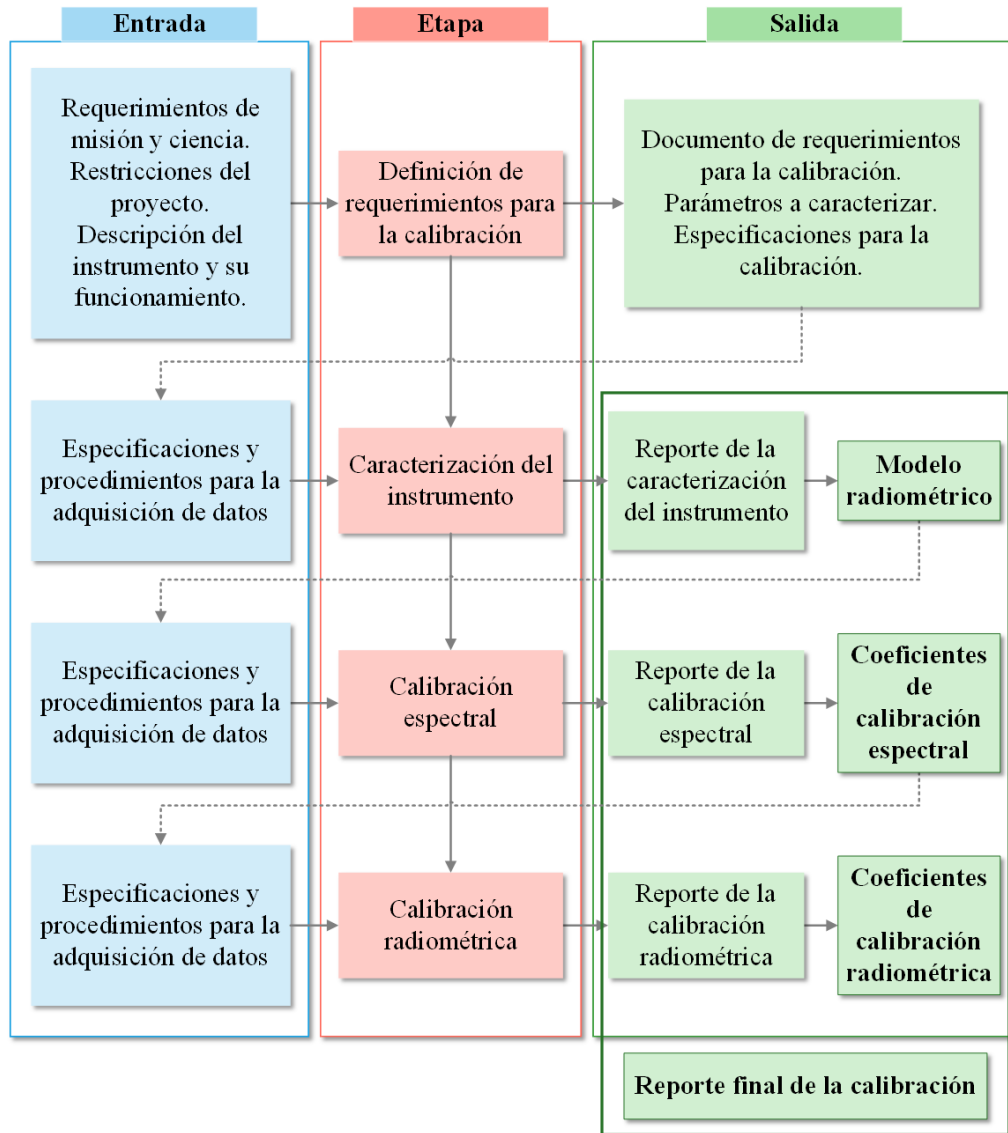 Entrada
Etapa
Salida
Requerimientos de
misión y ciencia.
Restricciones del
proyecto.
Descripción del
instrumento y su
funcionamiento.
Definición de
requerimientos para
la calibración
Documento de requerimientos
para la calibración.
Parámetros a caracterizar.
Especificaciones para la
calibración.
Especificaciones y
procedimientos para la
adquisición de datos
Caracterización del
instrumento
Reporte de la
caracterización
del instrumento
Modelo
radiométrico
Especificaciones y
procedimientos para la
adquisición de datos
Calibración
espectral
Reporte de la
calibración
espectral
Coeficientes
de
calibración
espectral
Especificaciones y
procedimientos para la
adquisición de datos
Calibración
radiométrica
Reporte de la
calibración
radiométrica
Coeficientes
de
calibración
radiométrica
Reporte final de la calibración